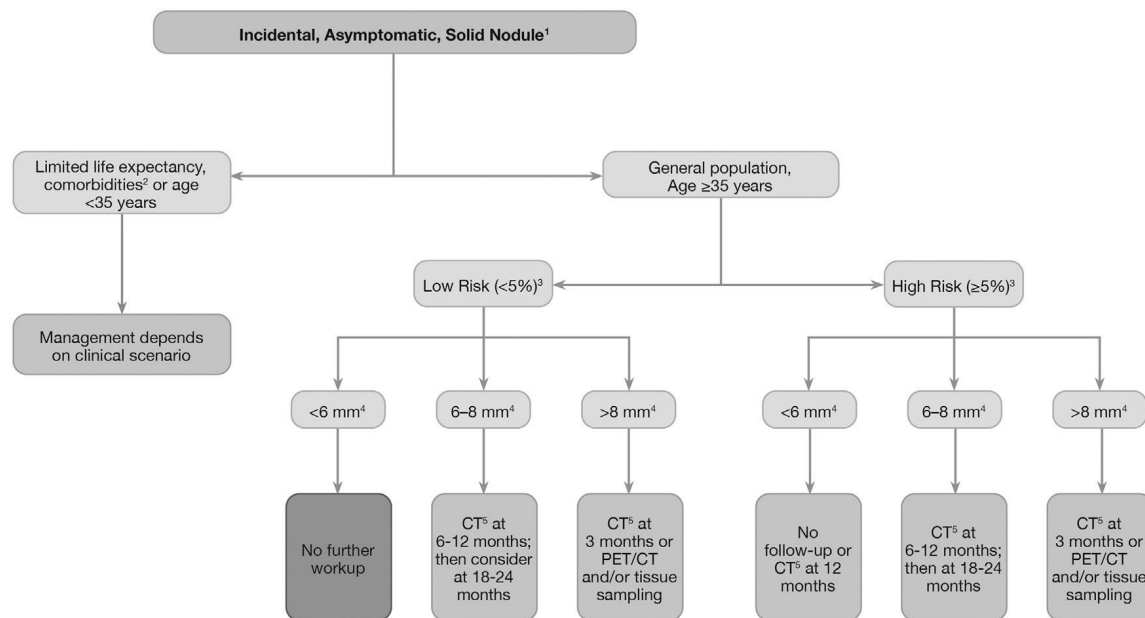 Incidental, Asymptomatic, Solid Nodule¹
Limited life expectancy,
comorbidities² or age
<35 years
General population,
Age ≥35 years
Management depends
on clinical scenario
Low Risk (<5%)³
High Risk (≥5%)³
<6 mm⁴
6–8 mm⁴
>8 mm⁴
<6 mm⁴
6–8 mm⁴
>8 mm⁴
No further
workup
CT⁵ at
6-12 months;
then consider
at 18-24
months
CT⁵ at
3 months or
PET/CT
and/or tissue
sampling
No
follow-up or
CT⁵ at 12
months
CT⁵ at
6-12 months;
then at 18-24
months
CT⁵ at
3 months or
PET/CT
and/or tissue
sampling